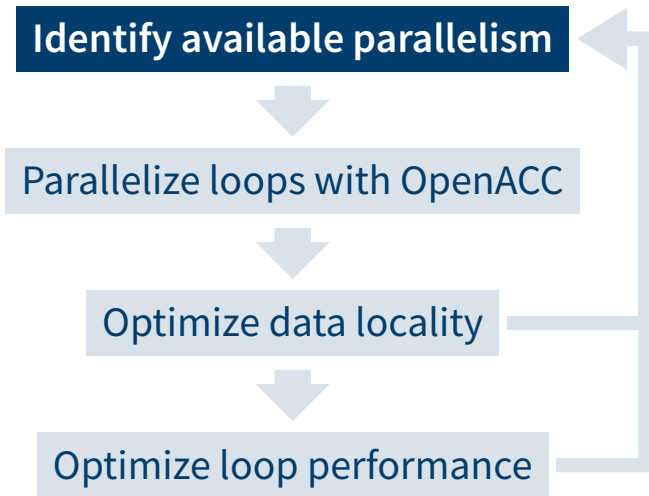 Identify available parallelism
Parallelize loops with OpenACC
Optimize data locality
Optimize loop performance